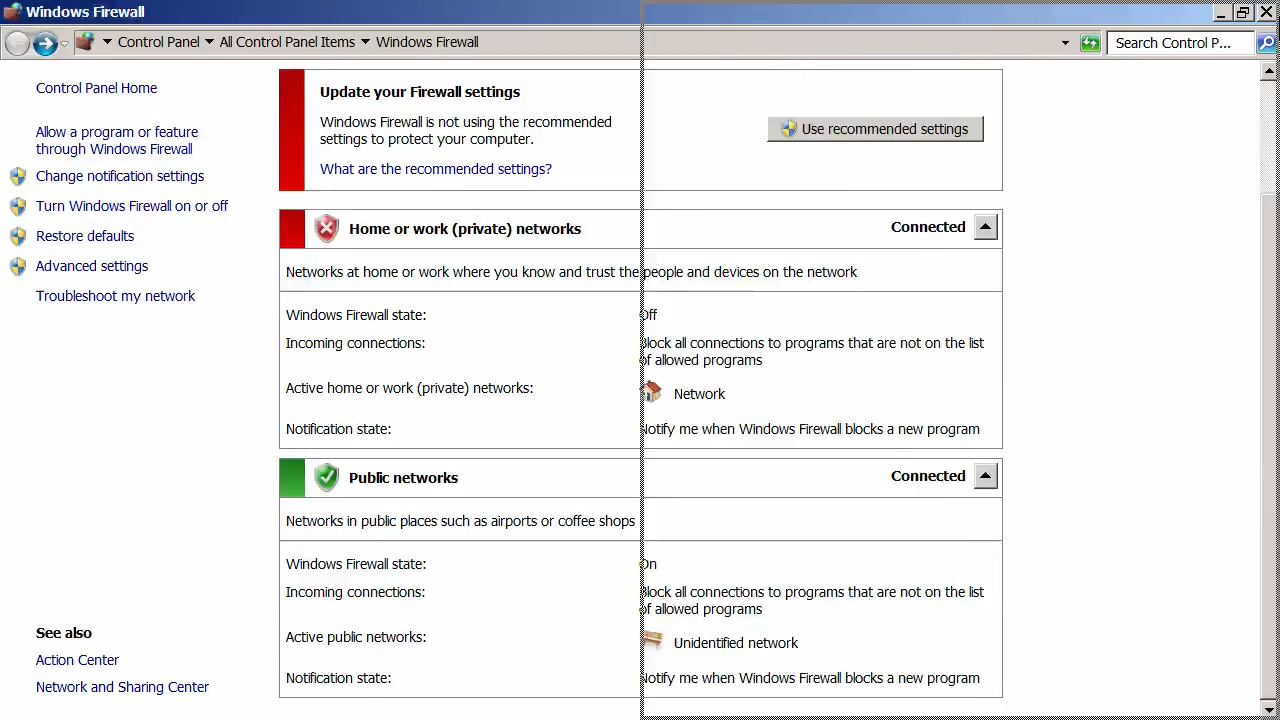 Windows Firewall
Control Panel All Control Panel Items Windows Firewall Search Control P...
Control Panel Home
Allow a program or feature
through Windows Firewall
Change notification settings
Turn Windows Firewall on or off
Restore defaults
Advanced settings
Troubleshoot my network
See also
Action Center
Network and Sharing Center
Update your Firewall settings
Windows Firewall is not using the recommended
settings to protect your computer.
What are the recommended settings?
Use recommended settings
Home or work (private) networks Connected
Networks at home or work where you know and trust the people and devices on the network
Windows Firewall state: Off
Incoming connections: Block all connections to programs that are not on the list
of allowed programs
Active home or work (private) networks: Network
Notification state: Notify me when Windows Firewall blocks a new program
Public networks Connected
Networks in public places such as airports or coffee shops
Windows Firewall state: On
Incoming connections: Block all connections to programs that are not on the list
of allowed programs
Active public networks: Unidentified network
Notification state: Notify me when Windows Firewall blocks a new program